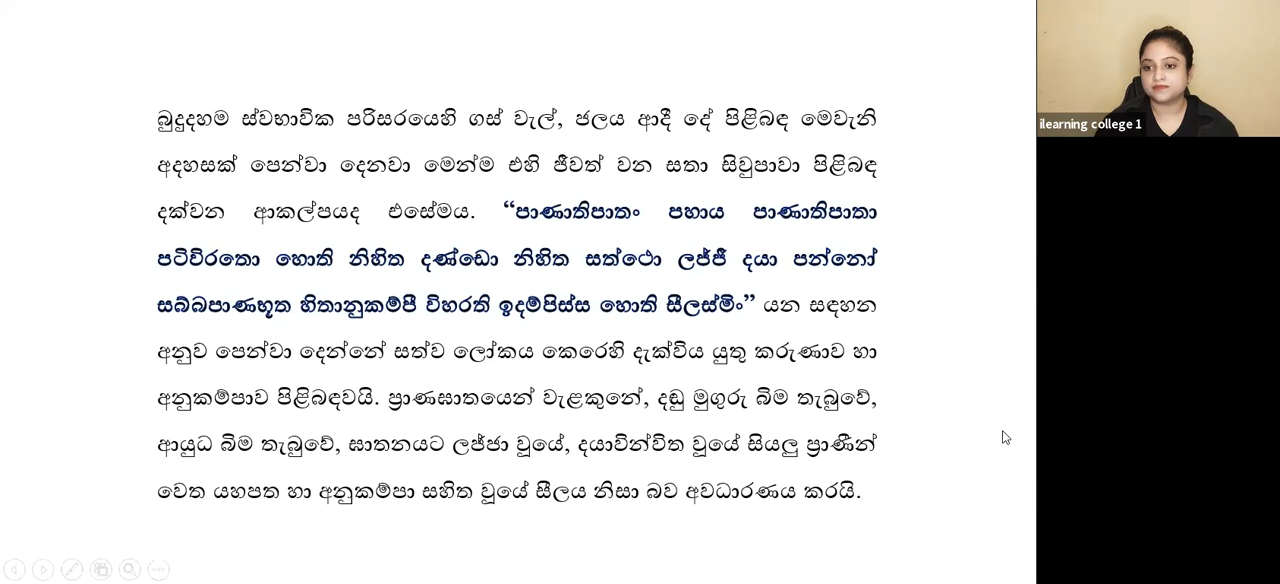 බුදුදහම ස්වභාවික පරිසරයෙහි ගස් වැල්, ජලය ආදී දේ පිළිබඳ මෙවැනි
අදහසක් පෙන්වා දෙනවා මෙන්ම එහි ජීවත් වන සතා සිවුපාවා පිළිබඳ
දක්වන ආකල්පයද එසේමය. “පාණාතිපාතං පහාය පාණාතිපාතා
පටිවිරතො හොති නිහිත දණ්ඩො නිහිත සත්ථො ලජ්ජී දයා පන්නෝ
සබ්බපාණභූත හිතානුකම්පී විහරති ඉදම්පිස්ස හොති සීලස්මිං” යන සඳහන
අනුව පෙන්වා දෙන්නේ සත්ව ලෝකය කෙරෙහි දැක්විය යුතු කරුණාව හා
අනුකම්පාව පිළිබඳවයි. ප්‍රාණඝාතයෙන් වැළකුනේ, දඬු මුගුරු බිම තැබුවේ,
ආයුධ බිම තැබුවේ, ඝාතනයට ලජ්ජා වූයේ, දයාවින්විත වූයේ සියලු ප්‍රාණීන්
වෙත යහපත හා අනුකම්පා සහිත වූයේ සීලය නිසා බව අවධාරණය කරයි.
ilearning college 1